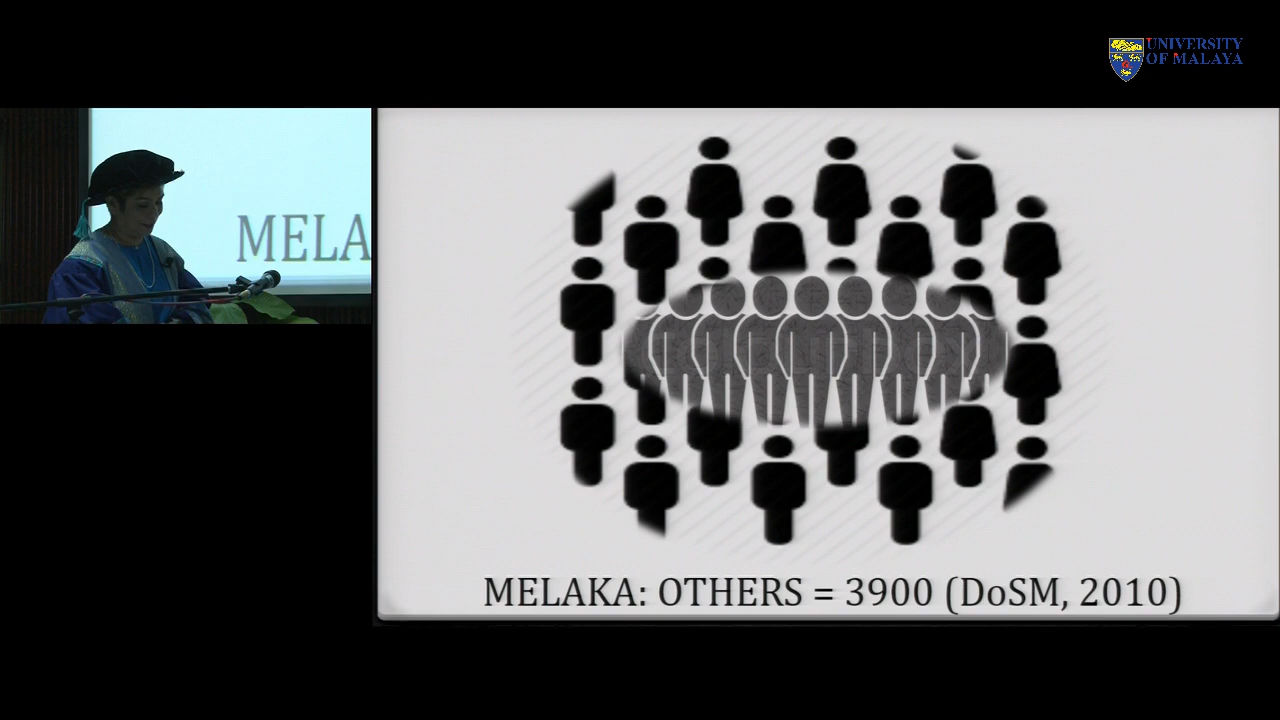 UNIVERSITY
OF MALAYA
MELA
MELAKA: OTHERS = 3900 (DoSM, 2010)